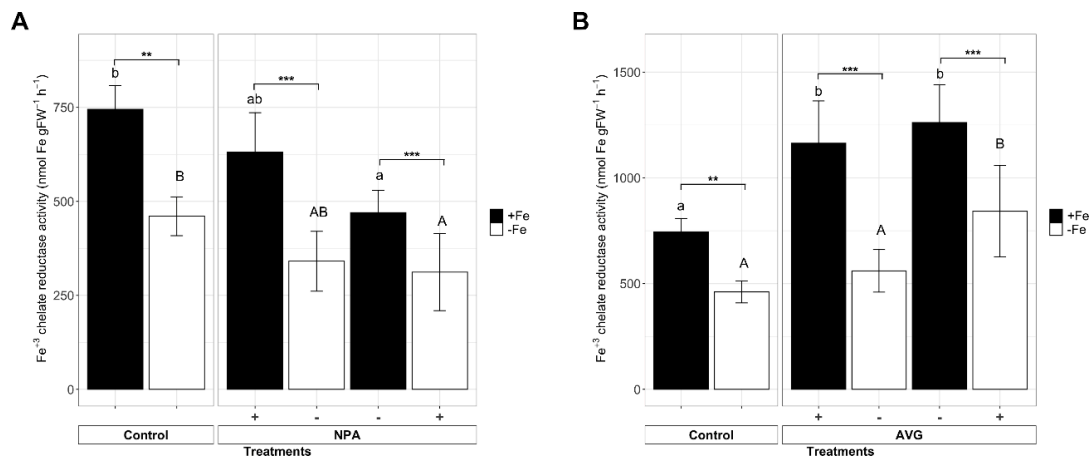 A
Fe⁺³ chelate reductase activity (nmol Fe gFW⁻¹ h⁻¹)
750
500
250
0
**
b
B
***
ab
AB
***
a
A
+ - - +
Control NPA
Treatments
+Fe
-Fe
B
Fe⁺³ chelate reductase activity (nmol Fe gFW⁻¹ h⁻¹)
1500
1000
500
0
**
a
A
***
b
A
***
b
B
+ - - +
Control AVG
Treatments
+Fe
-Fe